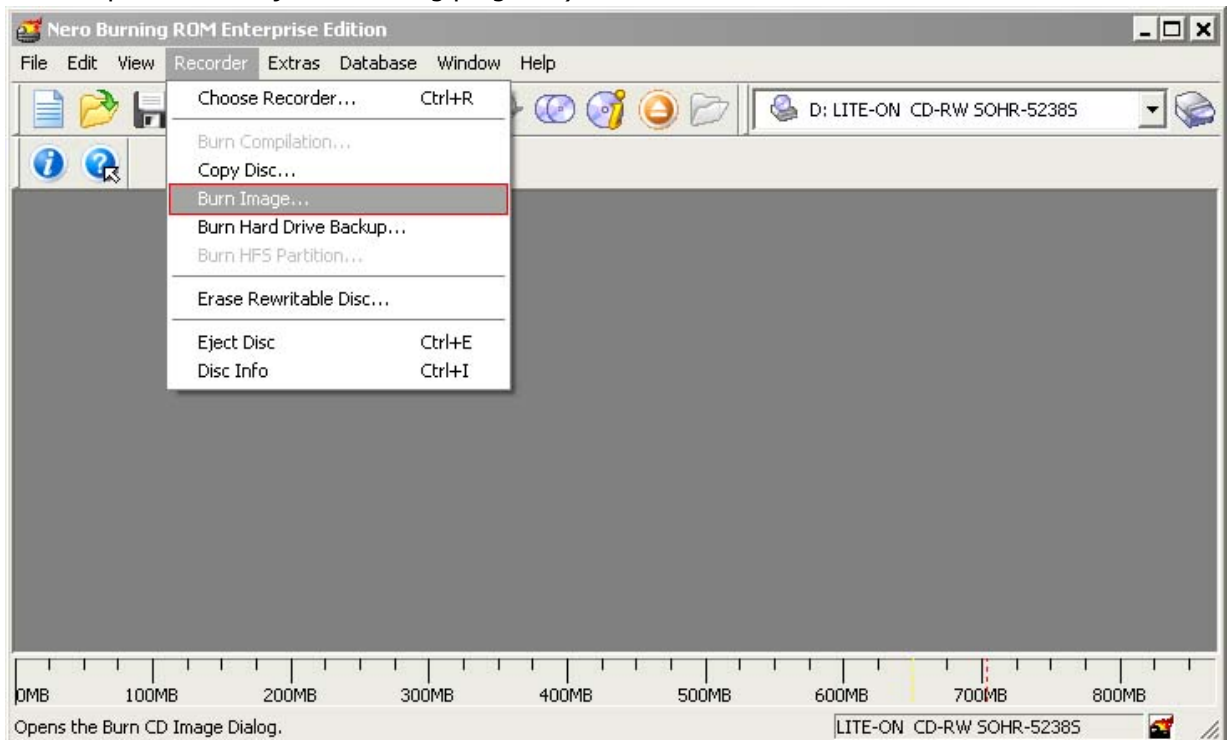 Nero Burning ROM Enterprise Edition
File Edit View Recorder Extras Database Window Help
Choose Recorder... Ctrl+R
D: LITE-ON CD-RW SOHR-5238S
Burn Compilation...
Copy Disc...
Burn Image...
Burn Hard Drive Backup...
Burn HFS Partition...
Erase Rewritable Disc...
Eject Disc Ctrl+E
Disc Info Ctrl+I
0MB 100MB 200MB 300MB 400MB 500MB 600MB 700MB 800MB
Opens the Burn CD Image Dialog. LITE-ON CD-RW SOHR-5238S